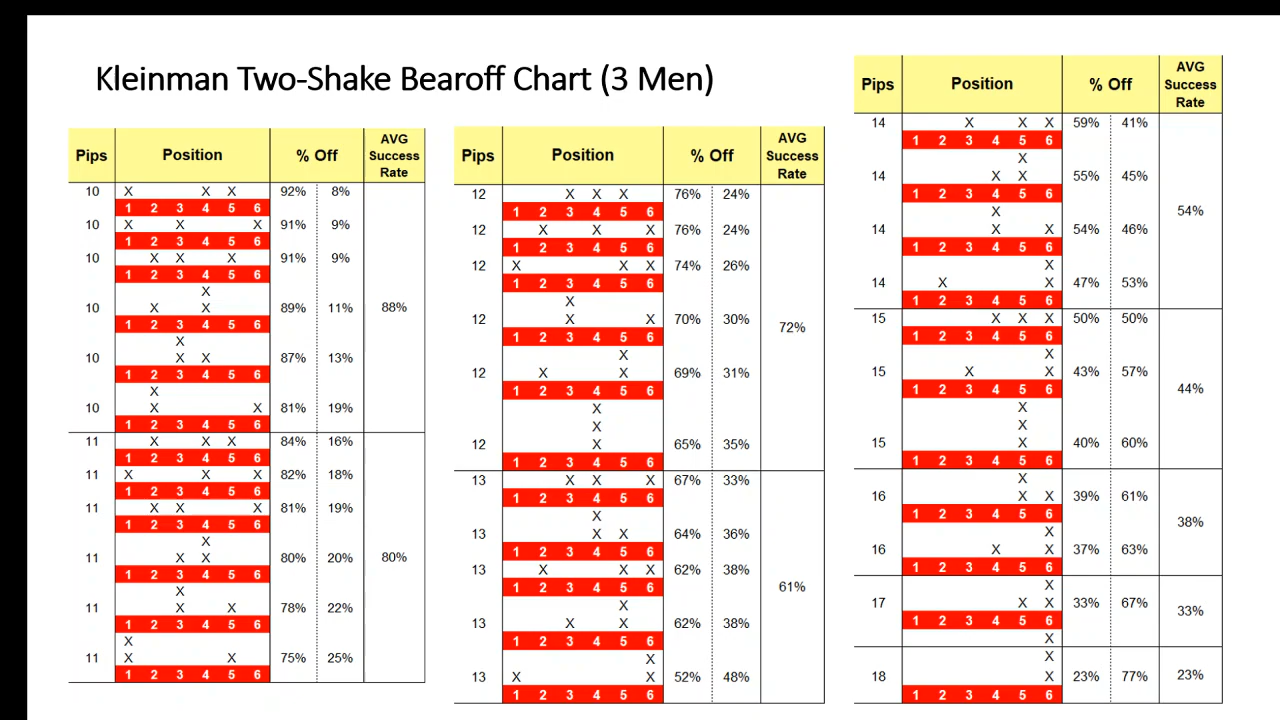 Kleinman Two-Shake Bearoff Chart (3 Men)
Pips Position % Off AVG Success Rate
10 X X X 92% 8%
1 2 3 4 5 6
10 X X X 91% 9%
1 2 3 4 5 6
10 X X X 91% 9%
1 2 3 4 5 6
X
10 X X 89% 11% 88%
1 2 3 4 5 6
X
10 X X 87% 13%
1 2 3 4 5 6
X
10 X X 81% 19%
1 2 3 4 5 6
11 X X X 84% 16%
1 2 3 4 5 6
11 X X X 82% 18%
1 2 3 4 5 6
11 X X X 81% 19%
1 2 3 4 5 6
X
11 X X 80% 20% 80%
1 2 3 4 5 6
X
11 X X 78% 22%
1 2 3 4 5 6
X
11 X X 75% 25%
1 2 3 4 5 6
Pips Position % Off AVG Success Rate
12 X X X 76% 24%
1 2 3 4 5 6
12 X X X 76% 24%
1 2 3 4 5 6
12 X X X 74% 26%
1 2 3 4 5 6
X
12 X X 70% 30% 72%
1 2 3 4 5 6
X
12 X X 69% 31%
1 2 3 4 5 6
X
X
12 X 65% 35%
1 2 3 4 5 6
13 X X X 67% 33%
1 2 3 4 5 6
X
13 X X 64% 36%
1 2 3 4 5 6
13 X X X 62% 38%
1 2 3 4 5 6 61%
X
13 X X 62% 38%
1 2 3 4 5 6
X
13 X X 52% 48%
1 2 3 4 5 6
Pips Position % Off AVG Success Rate
14 X X X 59% 41%
1 2 3 4 5 6
X
14 X X 55% 45%
1 2 3 4 5 6
X 54%
14 X X 54% 46%
1 2 3 4 5 6
X
14 X X 47% 53%
1 2 3 4 5 6
15 X X X 50% 50%
1 2 3 4 5 6
X
15 X X 43% 57%
1 2 3 4 5 6 44%
X
X
15 X 40% 60%
1 2 3 4 5 6
X
16 X X 39% 61%
1 2 3 4 5 6 38%
X
16 X X 37% 63%
1 2 3 4 5 6
X
17 X X 33% 67% 33%
1 2 3 4 5 6
X
X
18 X 23% 77% 23%
1 2 3 4 5 6